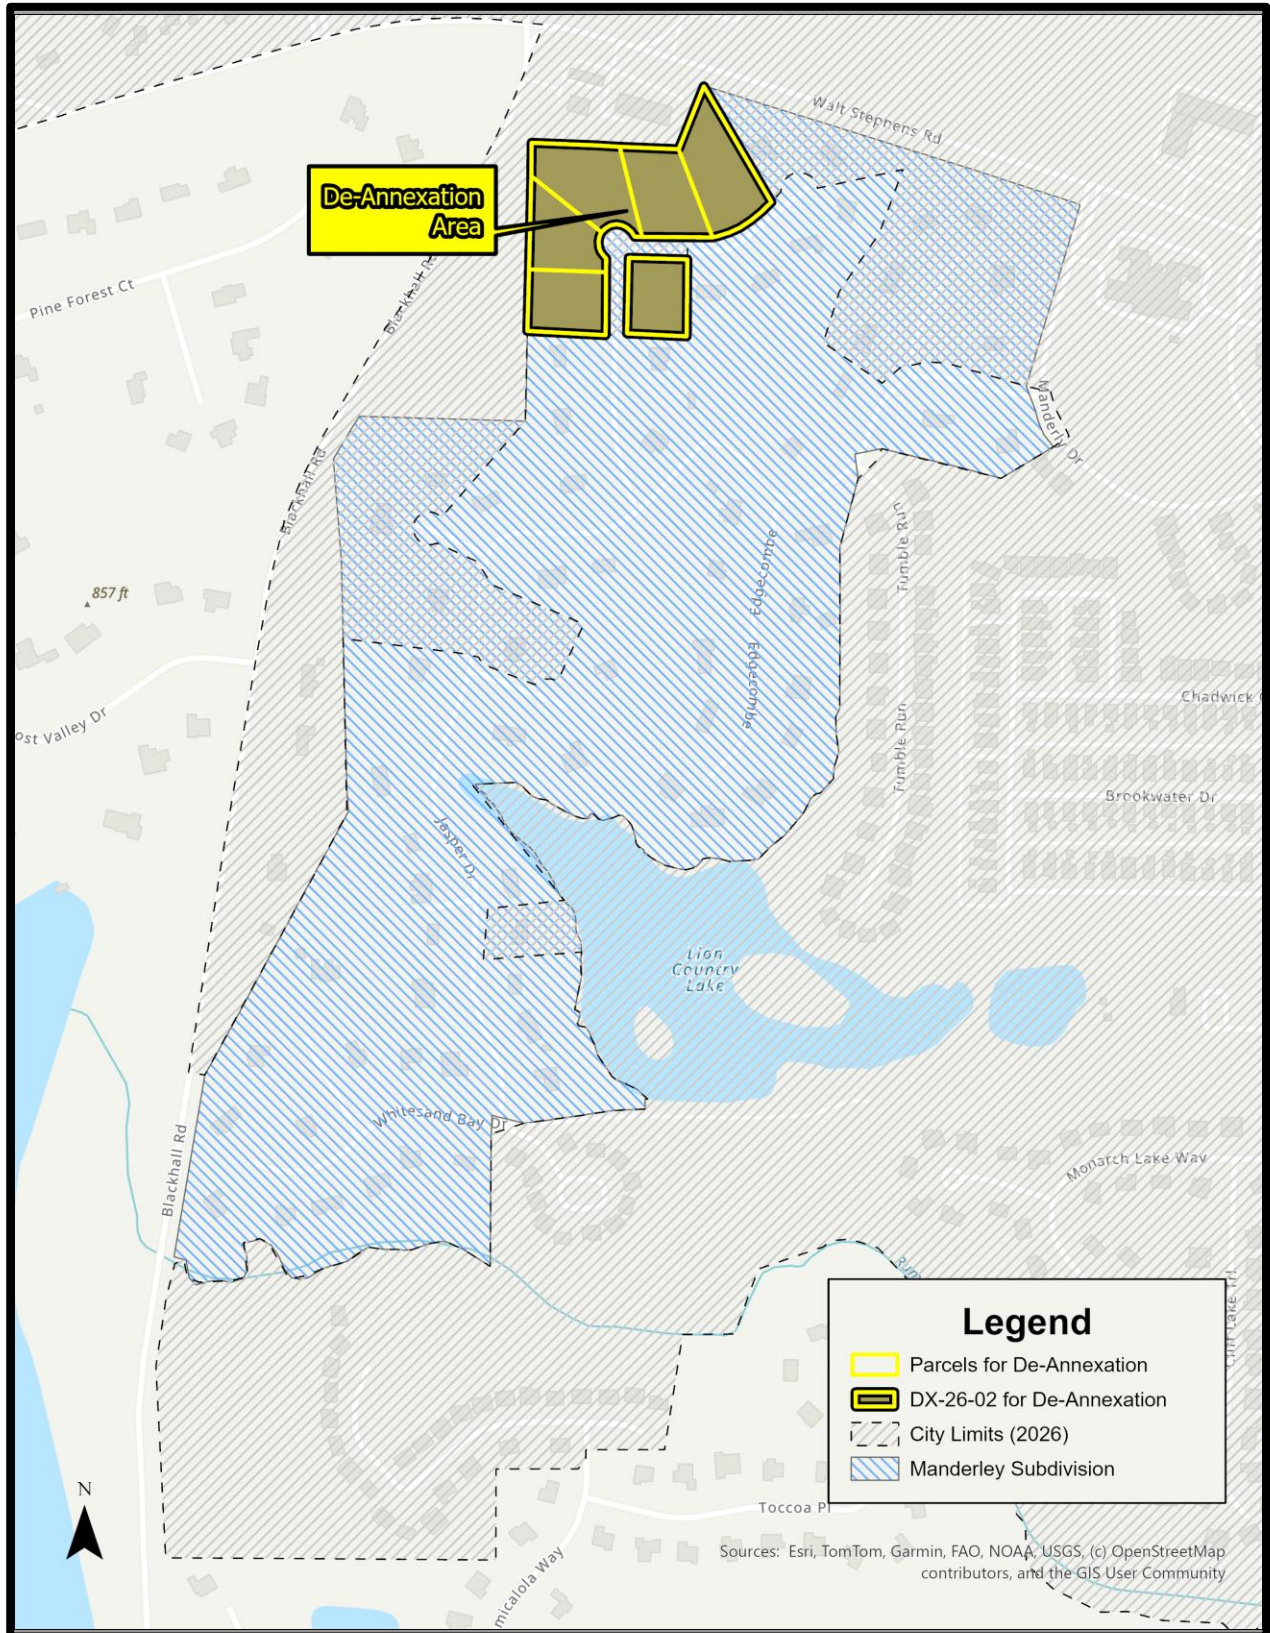 Walt Stephens Rd
De-Annexation
Area
Blackhall Rd
Pine Forest Ct
Manderly Dr
Blackhall Rd
Tumble Run
Edgecombe
857 ft
Edgecombe
Chadwick
ost Valley Dr
Tumble Run
Brookwater Dr
Jasper Dr
Lion
Country
Lake
Whitesand Bay Dr
Blackhall Rd
Monarch Lake Way
Rum
Legend
Parcels for De-Annexation
DX-26-02 for De-Annexation
City Limits (2026)
Manderley Subdivision
N
Toccoa Pl
micalola Way
Sources: Esri, TomTom, Garmin, FAO, NOAA, USGS, (c) OpenStreetMap
contributors, and the GIS User Community